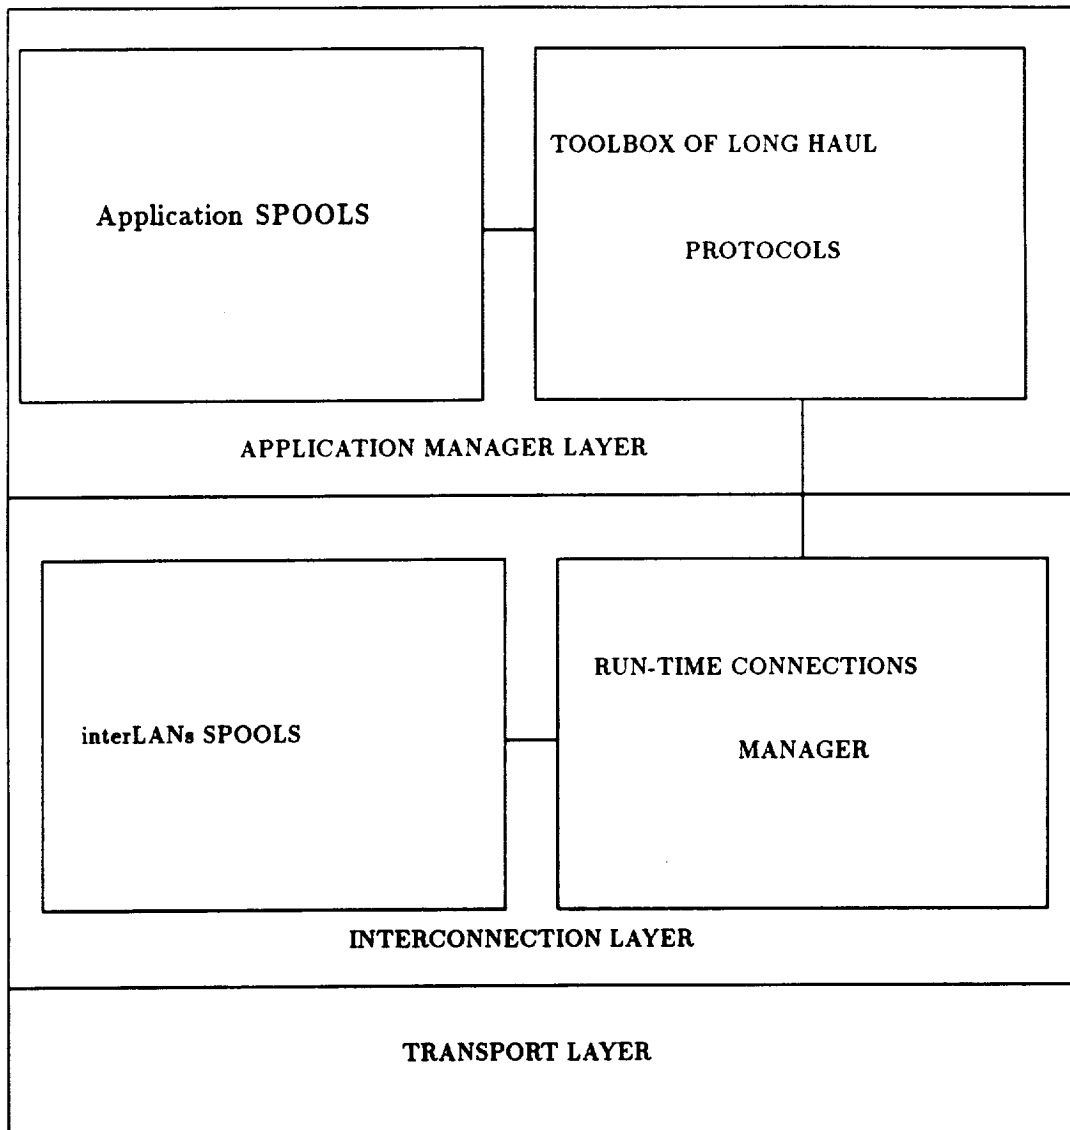 Application SPOOLS
TOOLBOX OF LONG HAUL
PROTOCOLS
APPLICATION MANAGER LAYER
interLANs SPOOLS
RUN-TIME CONNECTIONS
MANAGER
INTERCONNECTION LAYER
TRANSPORT LAYER